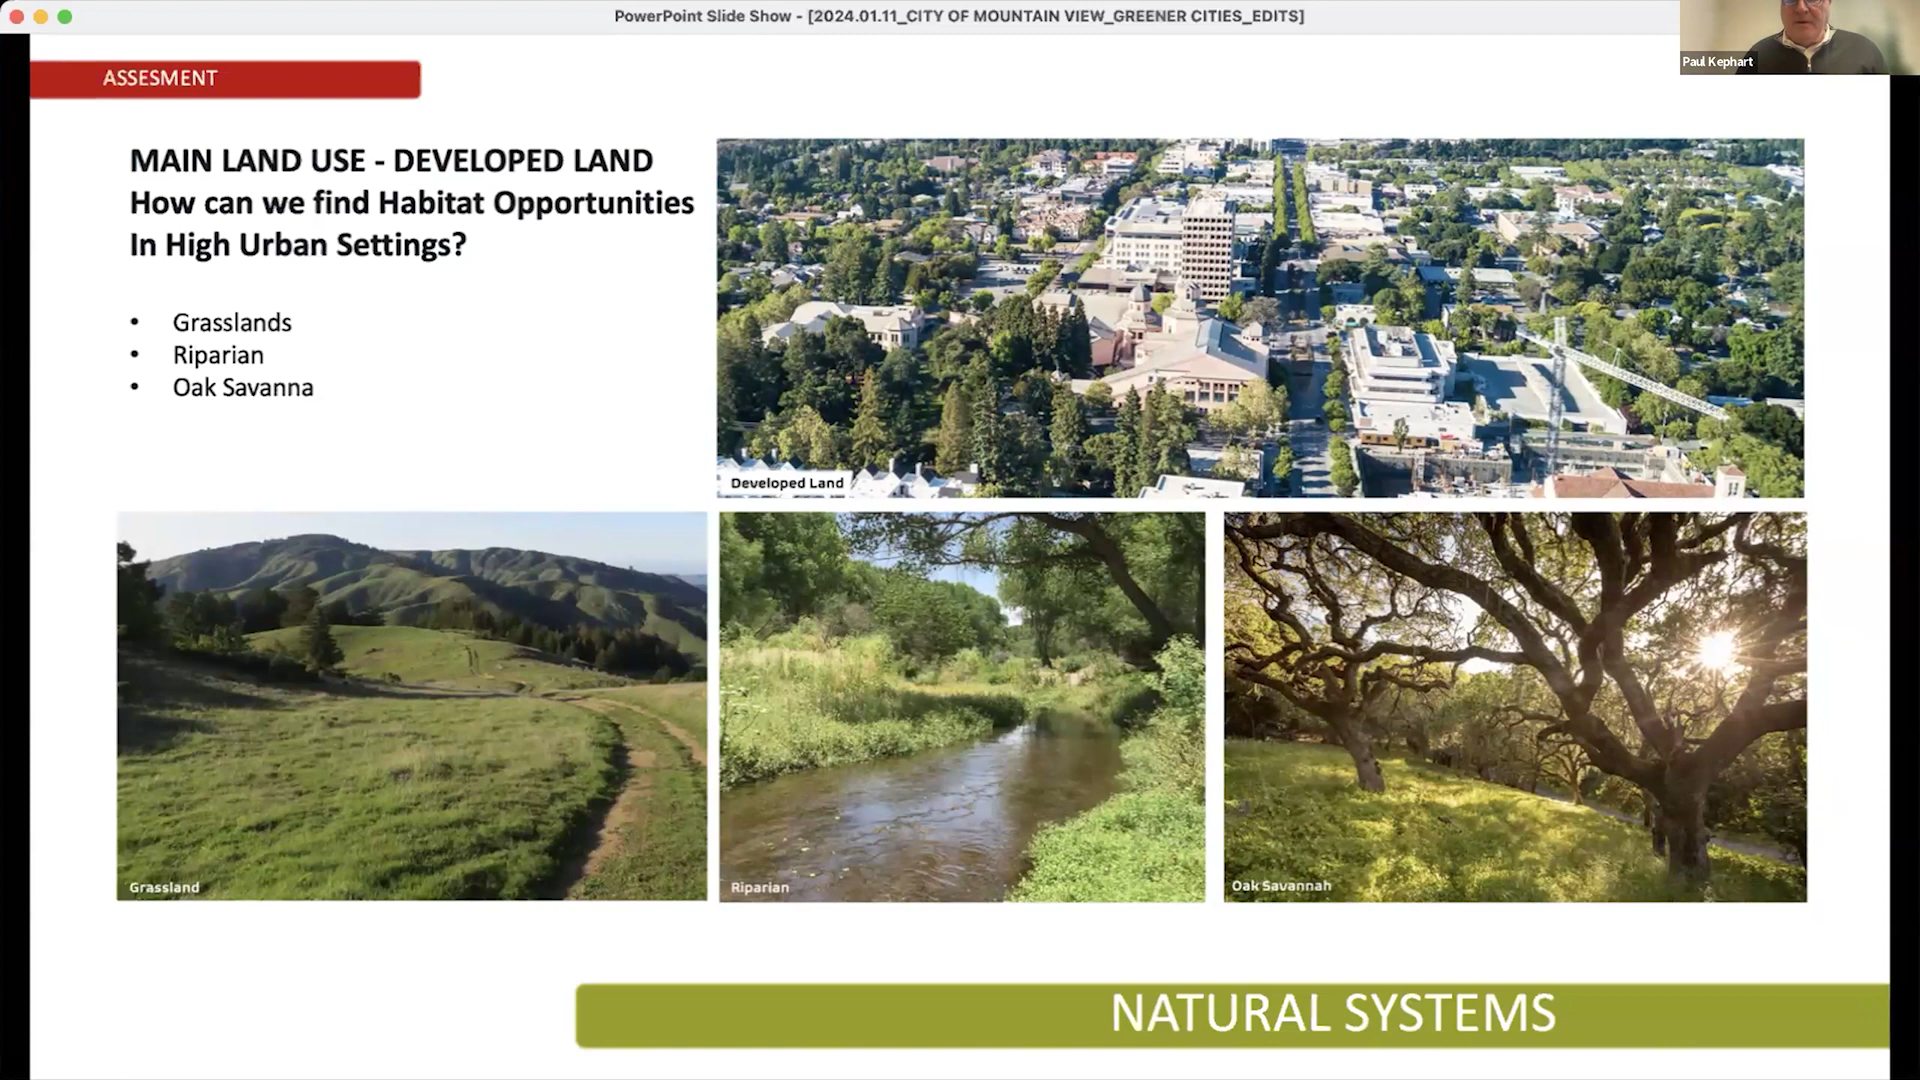 PowerPoint Slide Show - [2024.01.11_CITY OF MOUNTAIN VIEW_GREENER CITIES_EDITS]
Paul Kephart
ASSESMENT
MAIN LAND USE - DEVELOPED LAND
How can we find Habitat Opportunities
In High Urban Settings?
• Grasslands
• Riparian
• Oak Savanna
Developed Land
Grassland
Riparian
Oak Savannah
NATURAL SYSTEMS